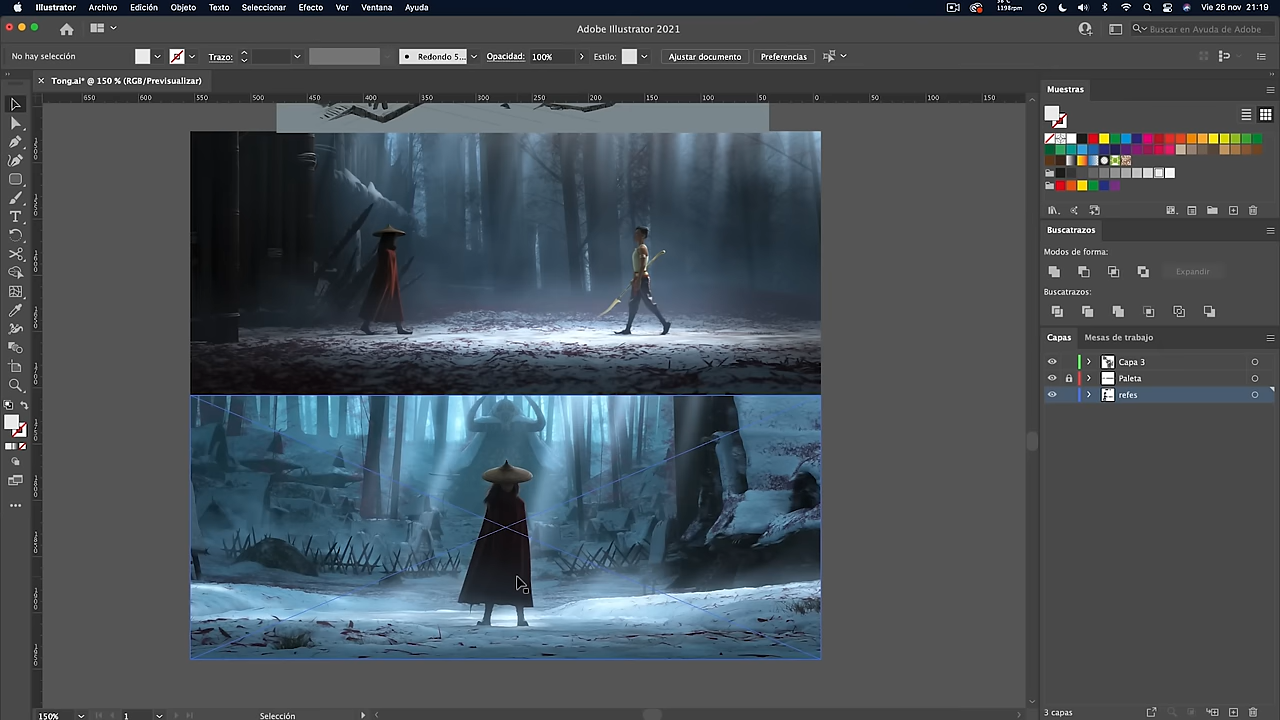 Illustrator Archivo Edición Objeto Texto Seleccionar Efecto Ver Ventana Ayuda 1198rpm Vie 26 nov 21:19
Adobe Illustrator 2021
Buscar en Ayuda de Adobe
No hay selección Trazo: Redondo 5... Opacidad: 100% Estilo: Ajustar documento Preferencias
Tong.ai* @ 150 % (RGB/Previsualizar)
650 600 550 500 450 400 350 300 250 200 150 100 50 0 50 100 150
Muestras
Buscatrazos
Modos de forma:
Expandir
Buscatrazos:
Capas Mesas de trabajo
Capa 3
Paleta
refes
150% 1 Selección 3 capas